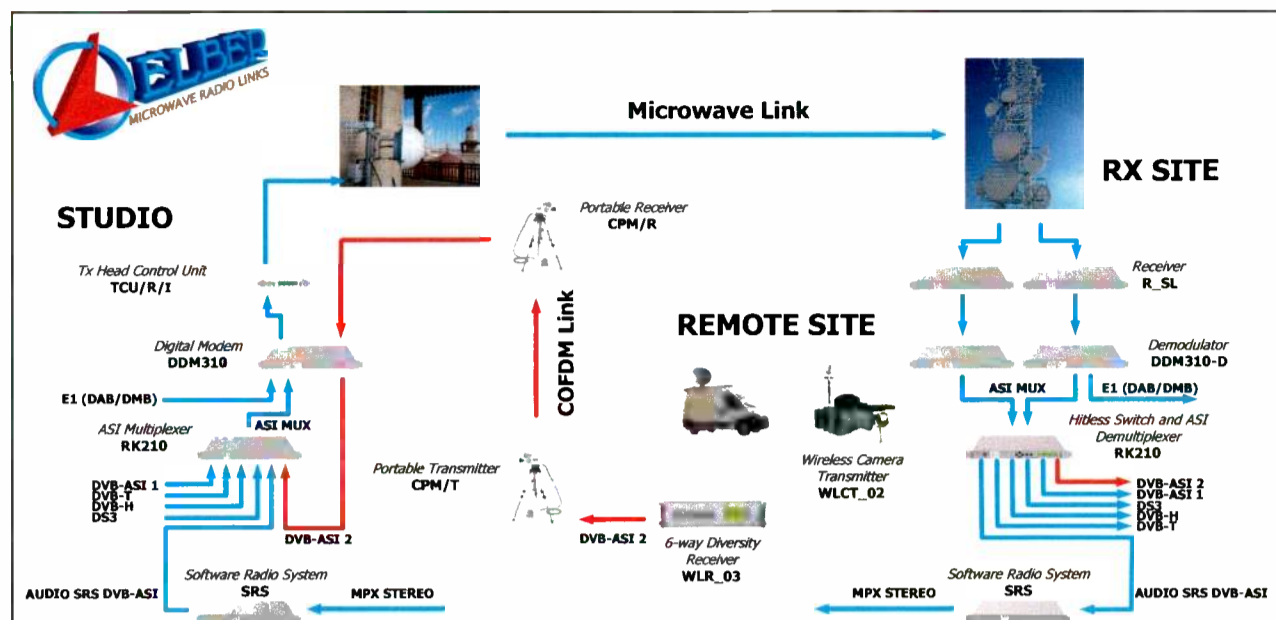 ELBER
MICROWAVE RADIO LINKS
Microwave Link
RX SITE
STUDIO
Portable Receiver
CPM/R
Tx Head Control Unit
TCU/R/I
Receiver
R_SL
COFDM Link
REMOTE SITE
Digital Modem
DDM310
Demodulator
DDM310-D
E1 (DAB/DMB)
ASI MUX
ASI MUX
E1 (DAB/DMB)
ASI Multiplexer
RK210
Hitless Switch and ASI
Demultiplexer
RK210
Portable Transmitter
CPM/T
Wireless Camera
Transmitter
WLCT_02
DVB-ASI 1
DVB-T
DVB-H
DS3
DVB-ASI 2
DVB-ASI 2
6-way Diversity
Receiver
WLR_03
DVB-ASI 2
DVB-ASI 1
DS3
DVB-H
DVB-T
Software Radio System
SRS
AUDIO SRS DVB-ASI
MPX STEREO
MPX STEREO
Software Radio System
SRS
AUDIO SRS DVB-ASI